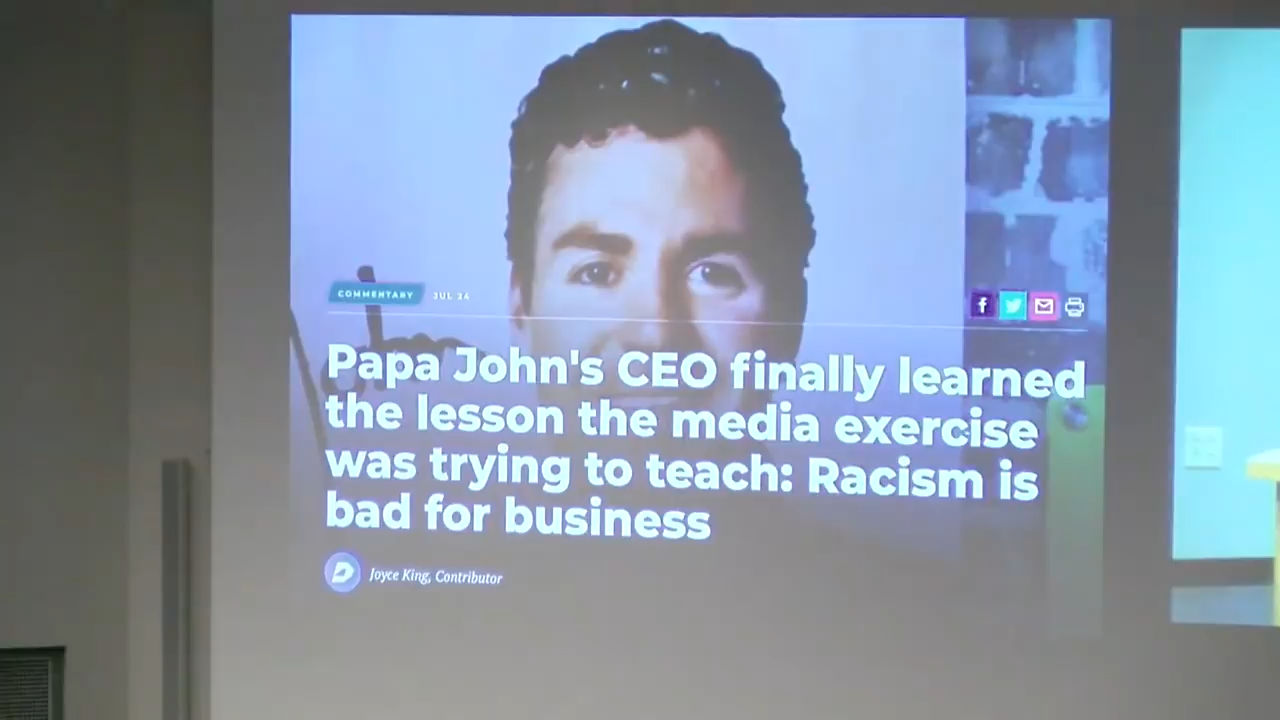 COMMENTARY JUL 24
Papa John's CEO finally learned
the lesson the media exercise
was trying to teach: Racism is
bad for business
Joyce King, Contributor